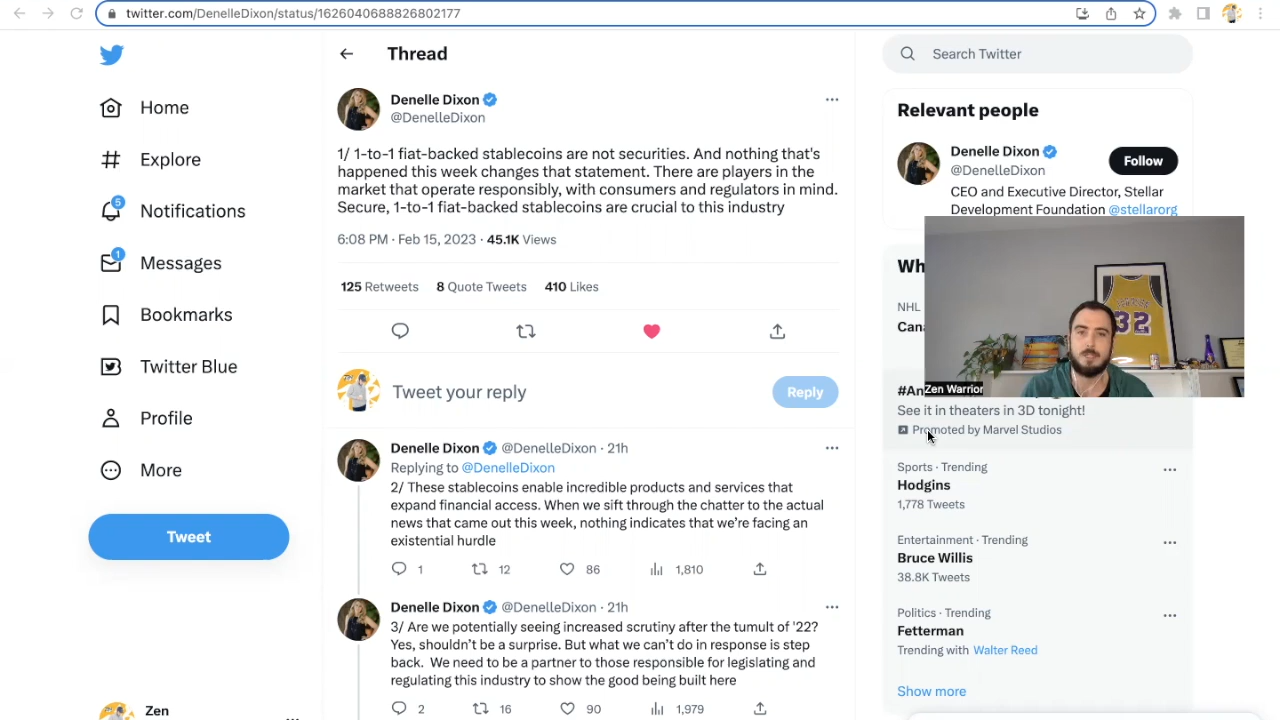 twitter.com/DenelleDixon/status/1626040688826802177
Home
Explore
5
Notifications
1
Messages
Bookmarks
Twitter Blue
Profile
More
Tweet
Zen
Thread
Denelle Dixon
@DenelleDixon
1/ 1-to-1 fiat-backed stablecoins are not securities. And nothing that's
happened this week changes that statement. There are players in the
market that operate responsibly, with consumers and regulators in mind.
Secure, 1-to-1 fiat-backed stablecoins are crucial to this industry
6:08 PM · Feb 15, 2023 · 45.1K Views
125 Retweets 8 Quote Tweets 410 Likes
Tweet your reply
Reply
Denelle Dixon @DenelleDixon · 21h
Replying to @DenelleDixon
2/ These stablecoins enable incredible products and services that
expand financial access. When we sift through the chatter to the actual
news that came out this week, nothing indicates that we're facing an
existential hurdle
1 12 86 1,810
Denelle Dixon @DenelleDixon · 21h
3/ Are we potentially seeing increased scrutiny after the tumult of '22?
Yes, shouldn't be a surprise. But what we can't do in response is step
back. We need to be a partner to those responsible for legislating and
regulating this industry to show the good being built here
2 16 90 1,979
Search Twitter
Relevant people
Denelle Dixon
@DenelleDixon
Follow
CEO and Executive Director, Stellar
Development Foundation @stellarorg
Wh
NHL
Cana
32
Zen Warrior
#An
See it in theaters in 3D tonight!
Promoted by Marvel Studios
Sports · Trending
Hodgins
1,778 Tweets
Entertainment · Trending
Bruce Willis
38.8K Tweets
Politics · Trending
Fetterman
Trending with Walter Reed
Show more